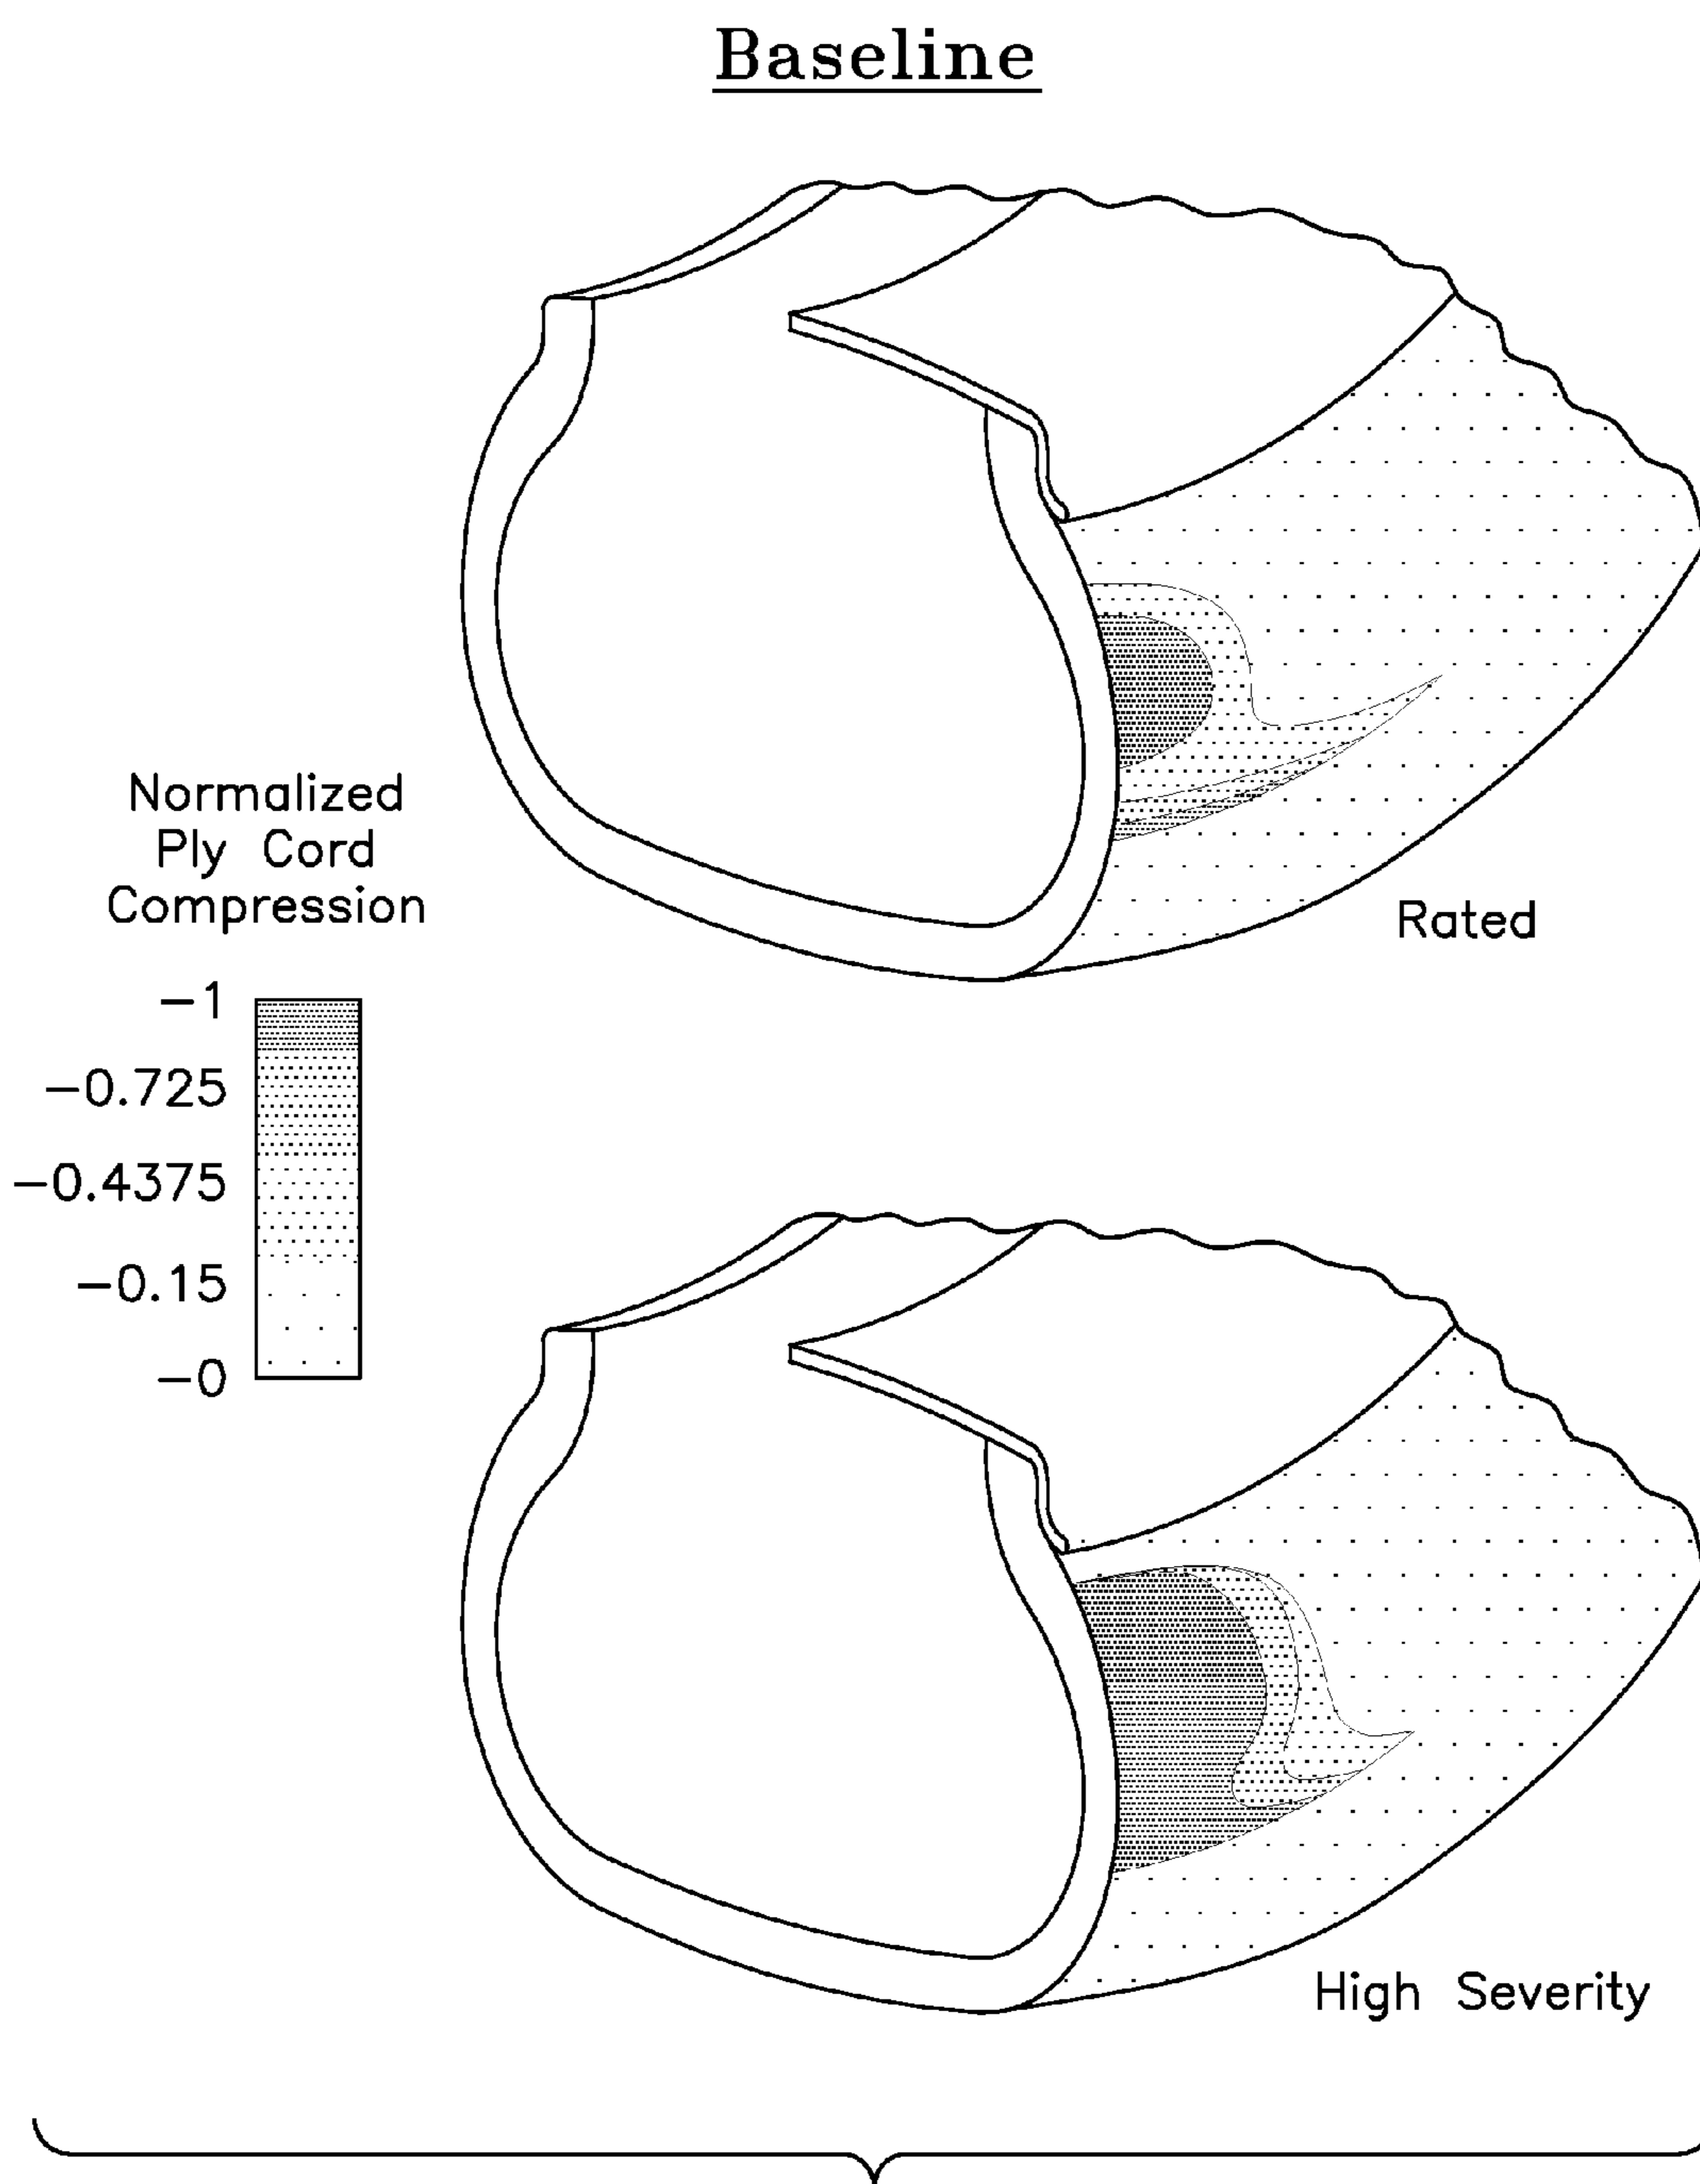 Baseline
Normalized
Ply Cord
Compression
Rated
−1
−0.725
−0.4375
−0.15
−0
High Severity